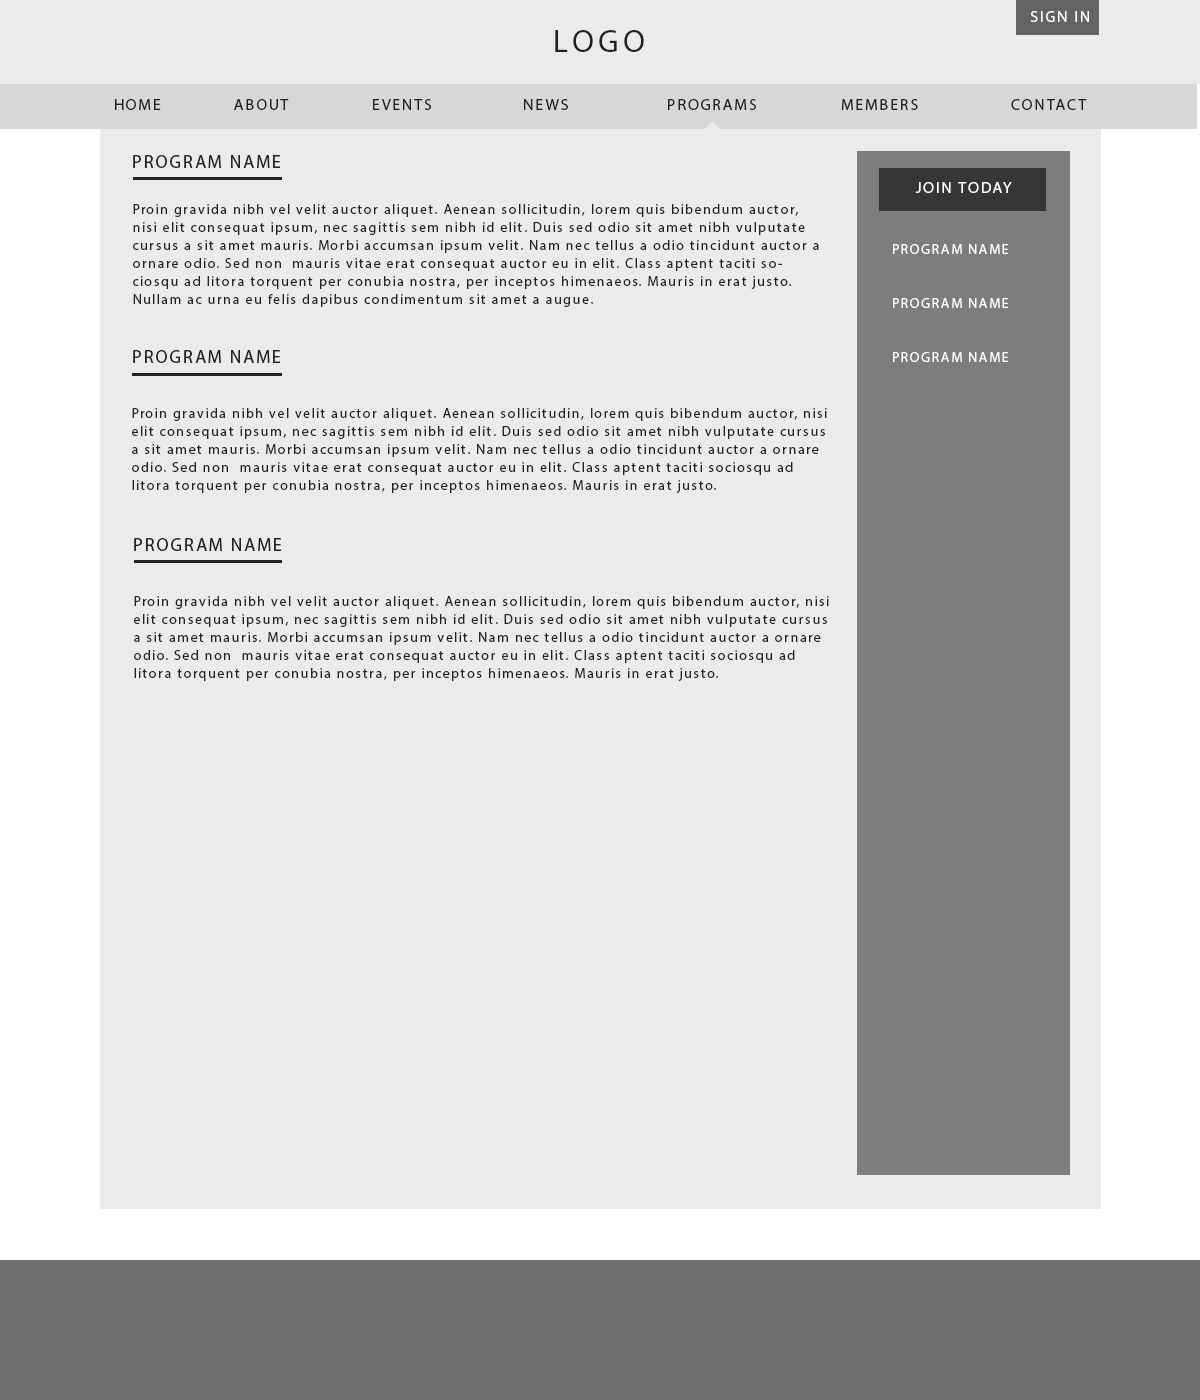 SIGN IN
LOGO
HOME ABOUT EVENTS NEWS PROGRAMS MEMBERS CONTACT
PROGRAM NAME
Proin gravida nibh vel velit auctor aliquet. Aenean sollicitudin, lorem quis bibendum auctor,
nisi elit consequat ipsum, nec sagittis sem nibh id elit. Duis sed odio sit amet nibh vulputate
cursus a sit amet mauris. Morbi accumsan ipsum velit. Nam nec tellus a odio tincidunt auctor a
ornare odio. Sed non  mauris vitae erat consequat auctor eu in elit. Class aptent taciti so-
ciosqu ad litora torquent per conubia nostra, per inceptos himenaeos. Mauris in erat justo.
Nullam ac urna eu felis dapibus condimentum sit amet a augue.
PROGRAM NAME
Proin gravida nibh vel velit auctor aliquet. Aenean sollicitudin, lorem quis bibendum auctor, nisi
elit consequat ipsum, nec sagittis sem nibh id elit. Duis sed odio sit amet nibh vulputate cursus
a sit amet mauris. Morbi accumsan ipsum velit. Nam nec tellus a odio tincidunt auctor a ornare
odio. Sed non  mauris vitae erat consequat auctor eu in elit. Class aptent taciti sociosqu ad
litora torquent per conubia nostra, per inceptos himenaeos. Mauris in erat justo.
PROGRAM NAME
Proin gravida nibh vel velit auctor aliquet. Aenean sollicitudin, lorem quis bibendum auctor, nisi
elit consequat ipsum, nec sagittis sem nibh id elit. Duis sed odio sit amet nibh vulputate cursus
a sit amet mauris. Morbi accumsan ipsum velit. Nam nec tellus a odio tincidunt auctor a ornare
odio. Sed non  mauris vitae erat consequat auctor eu in elit. Class aptent taciti sociosqu ad
litora torquent per conubia nostra, per inceptos himenaeos. Mauris in erat justo.
JOIN TODAY
PROGRAM NAME
PROGRAM NAME
PROGRAM NAME